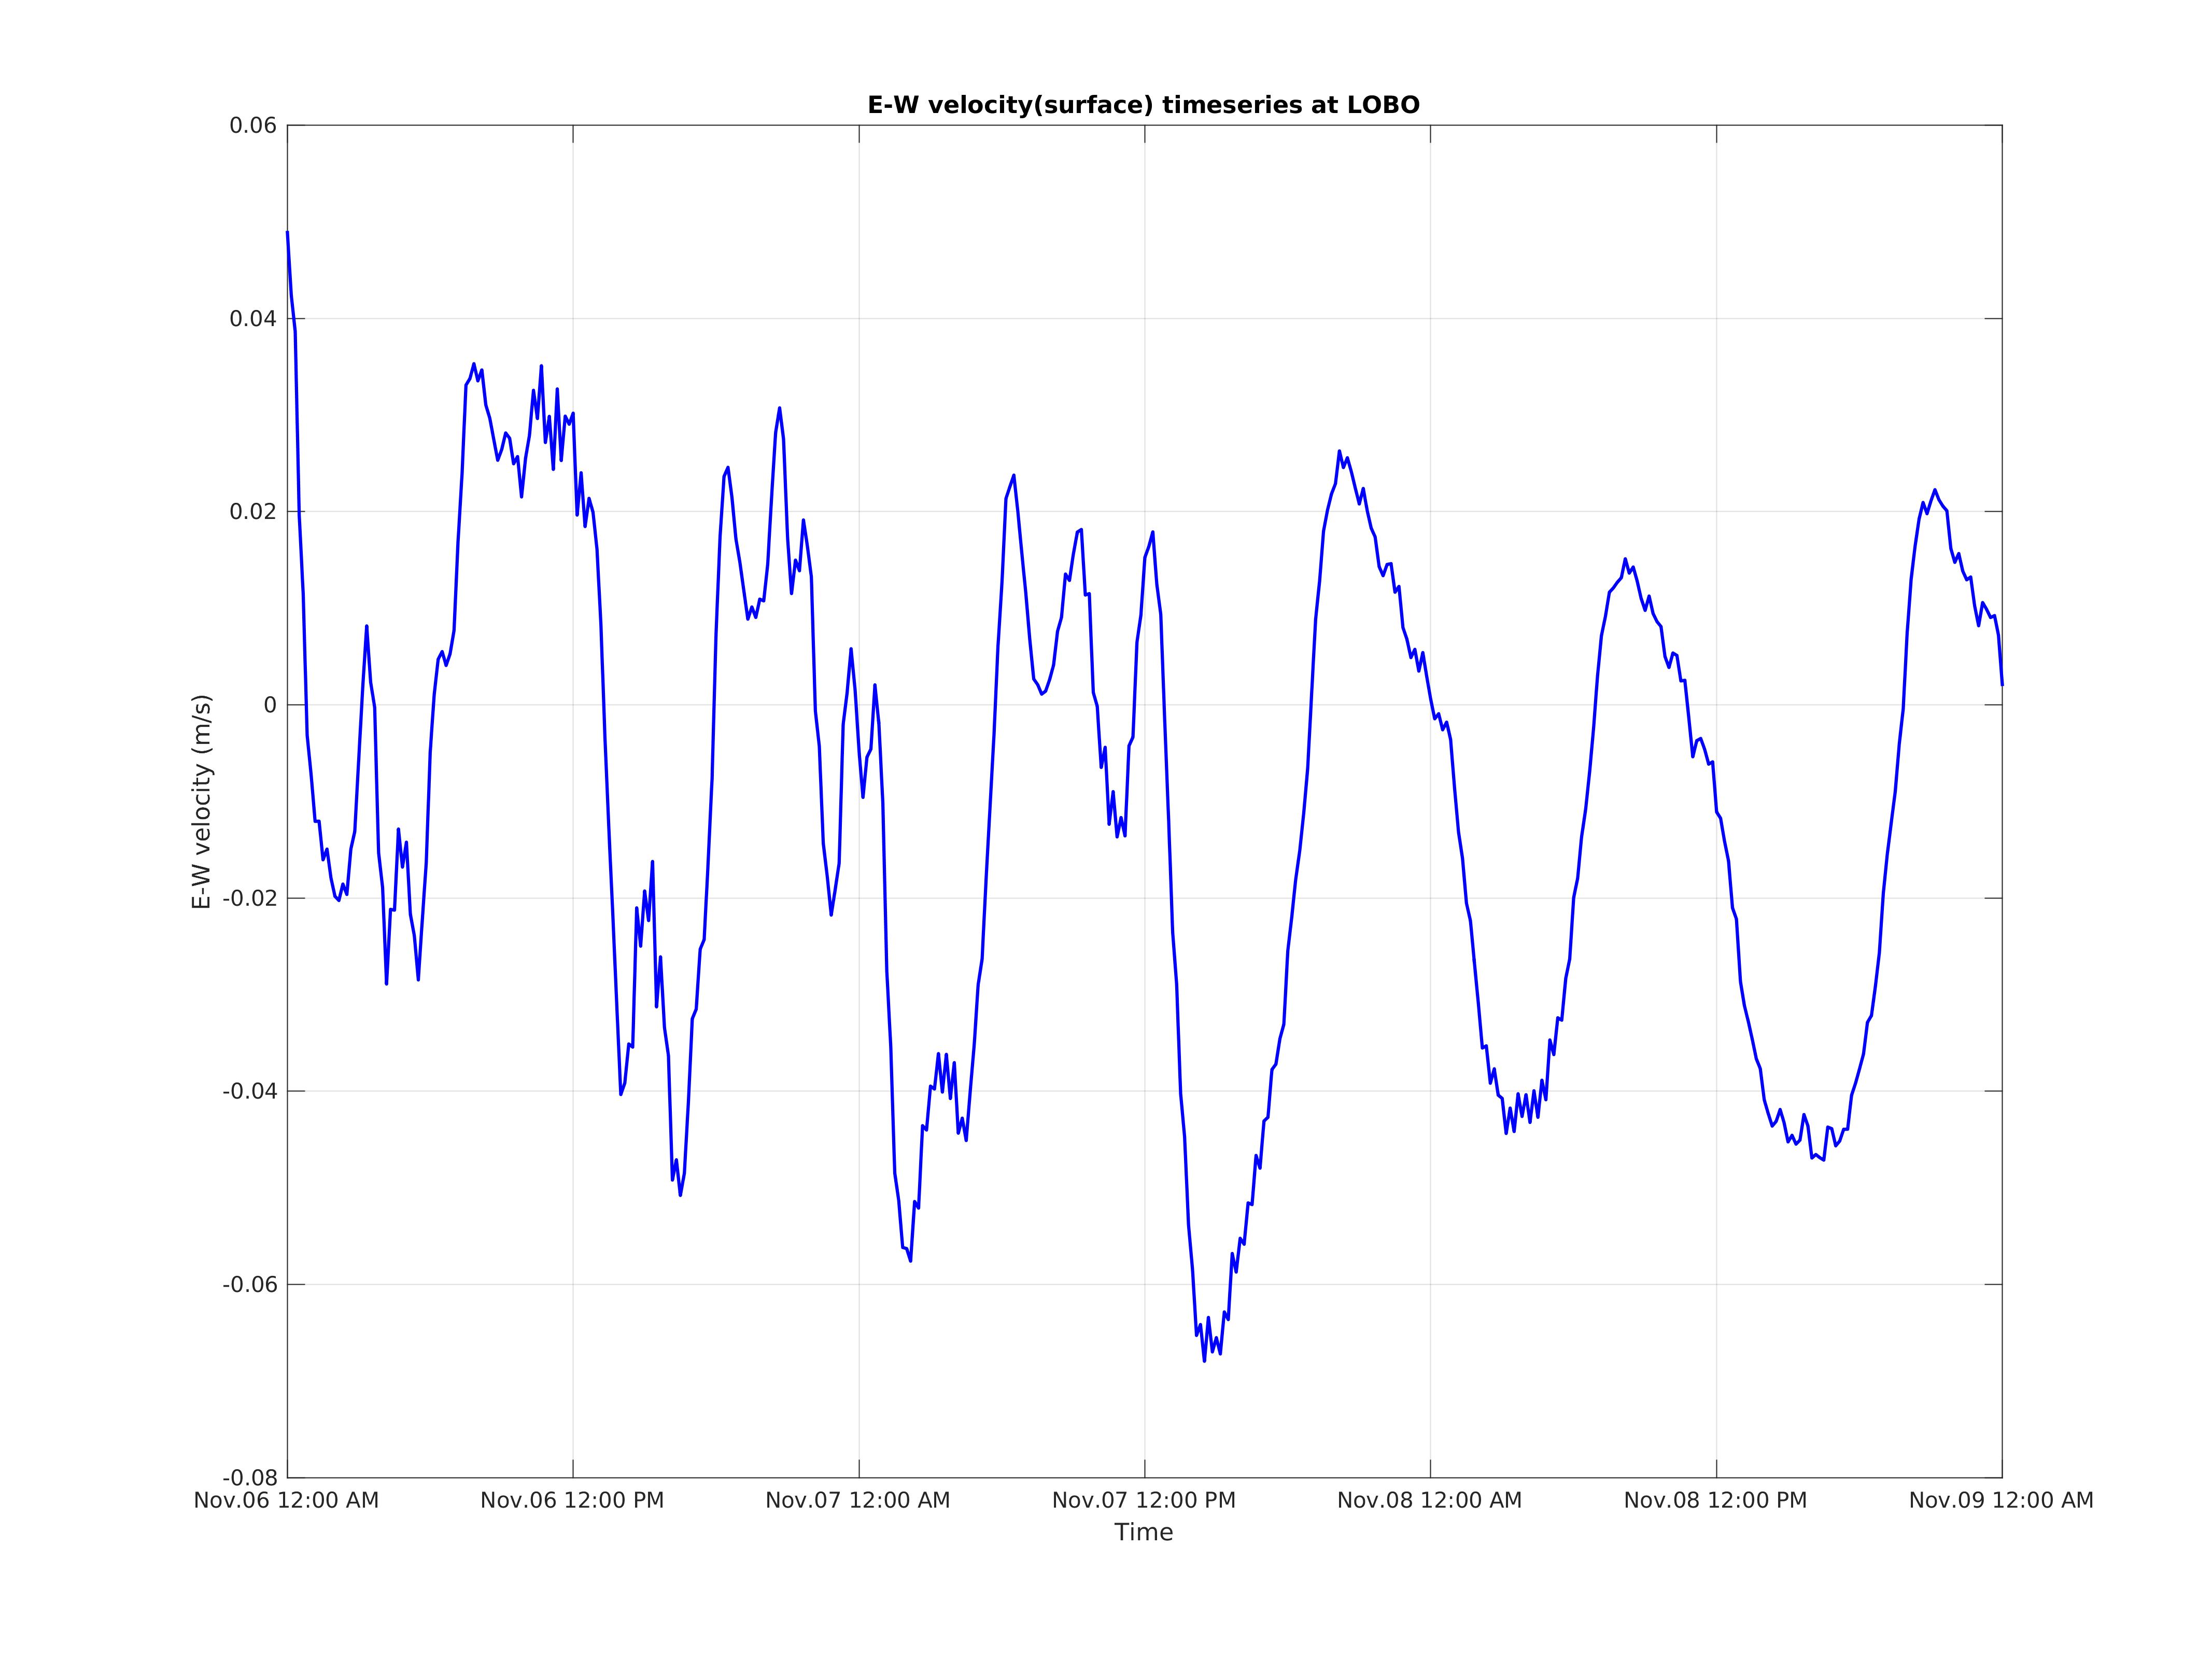 E-W velocity(surface) timeseries at LOBO
0.06
0.04
0.02
0
-0.02
-0.04
-0.06
-0.08
E-W velocity (m/s)
Nov.06 12:00 AM Nov.06 12:00 PM Nov.07 12:00 AM Nov.07 12:00 PM Nov.08 12:00 AM Nov.08 12:00 PM Nov.09 12:00 AM
Time